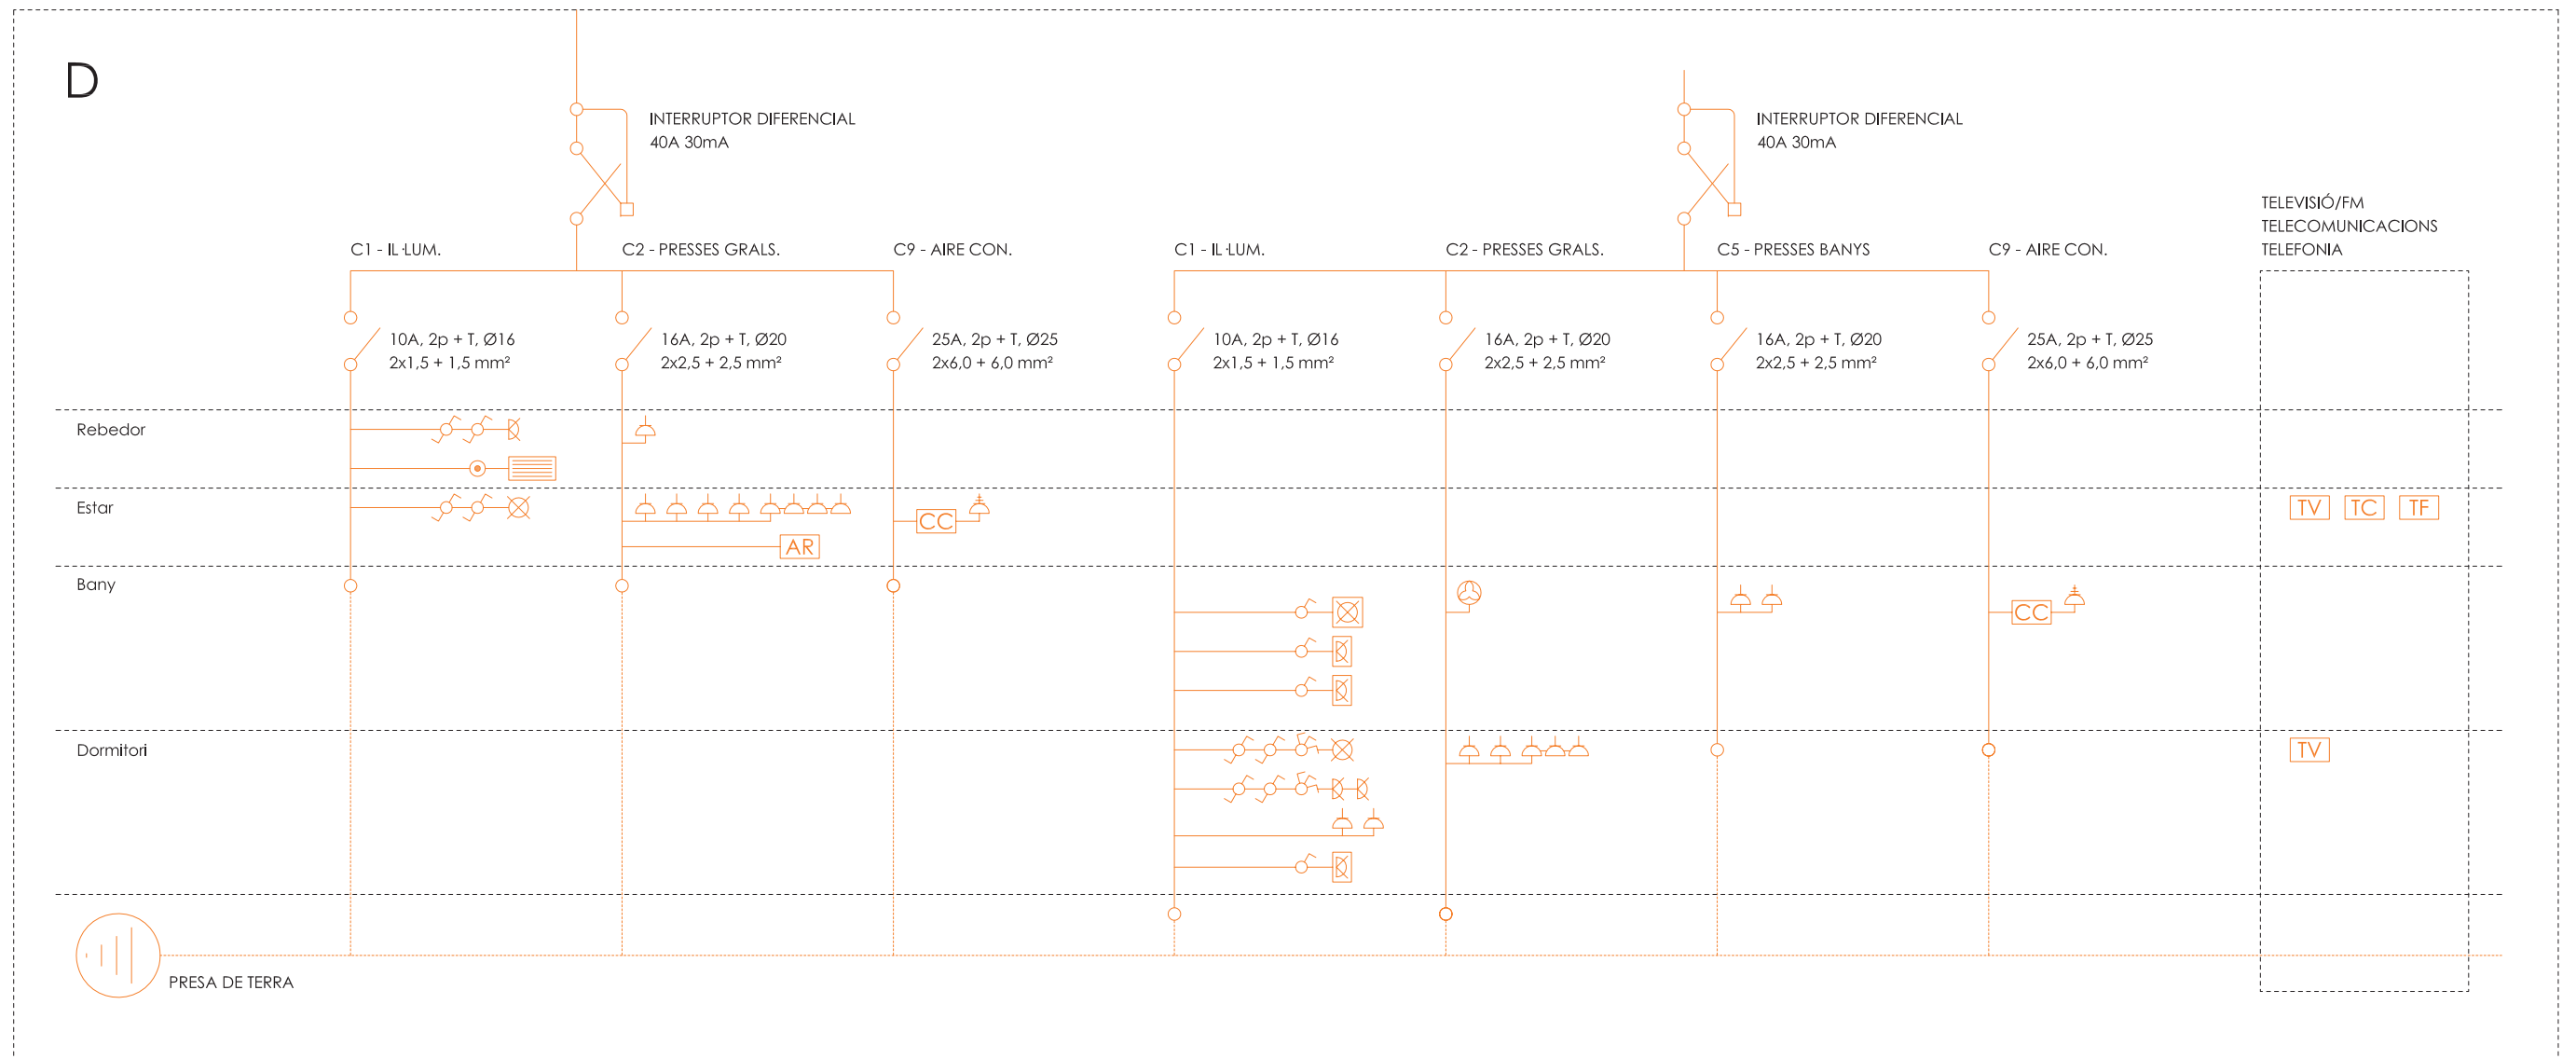 D
INTERRUPTOR DIFERENCIAL
40A 30mA
INTERRUPTOR DIFERENCIAL
40A 30mA
TELEVISIÓ/FM
TELECOMUNICACIONS
TELEFONIA
C1 - IL·LUM.
C2 - PRESSES GRALS.
C9 - AIRE CON.
C1 - IL·LUM.
C2 - PRESSES GRALS.
C5 - PRESSES BANYS
C9 - AIRE CON.
10A, 2p + T, Ø16
2x1,5 + 1,5 mm²
16A, 2p + T, Ø20
2x2,5 + 2,5 mm²
25A, 2p + T, Ø25
2x6,0 + 6,0 mm²
10A, 2p + T, Ø16
2x1,5 + 1,5 mm²
16A, 2p + T, Ø20
2x2,5 + 2,5 mm²
16A, 2p + T, Ø20
2x2,5 + 2,5 mm²
25A, 2p + T, Ø25
2x6,0 + 6,0 mm²
Rebedor
Estar
CC
TV TC TF
AR
Bany
CC
Dormitori
TV
PRESA DE TERRA